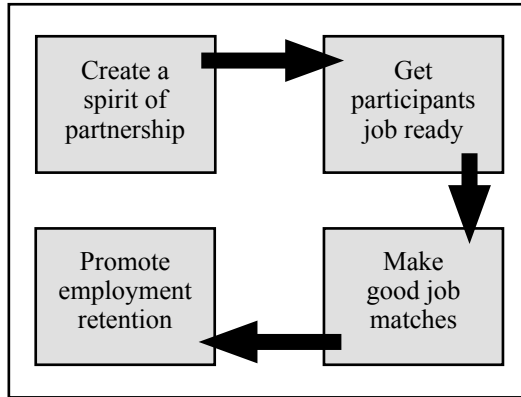 Create a
spirit of
partnership
Get
participants
job ready
Make
good job
matches
Promote
employment
retention